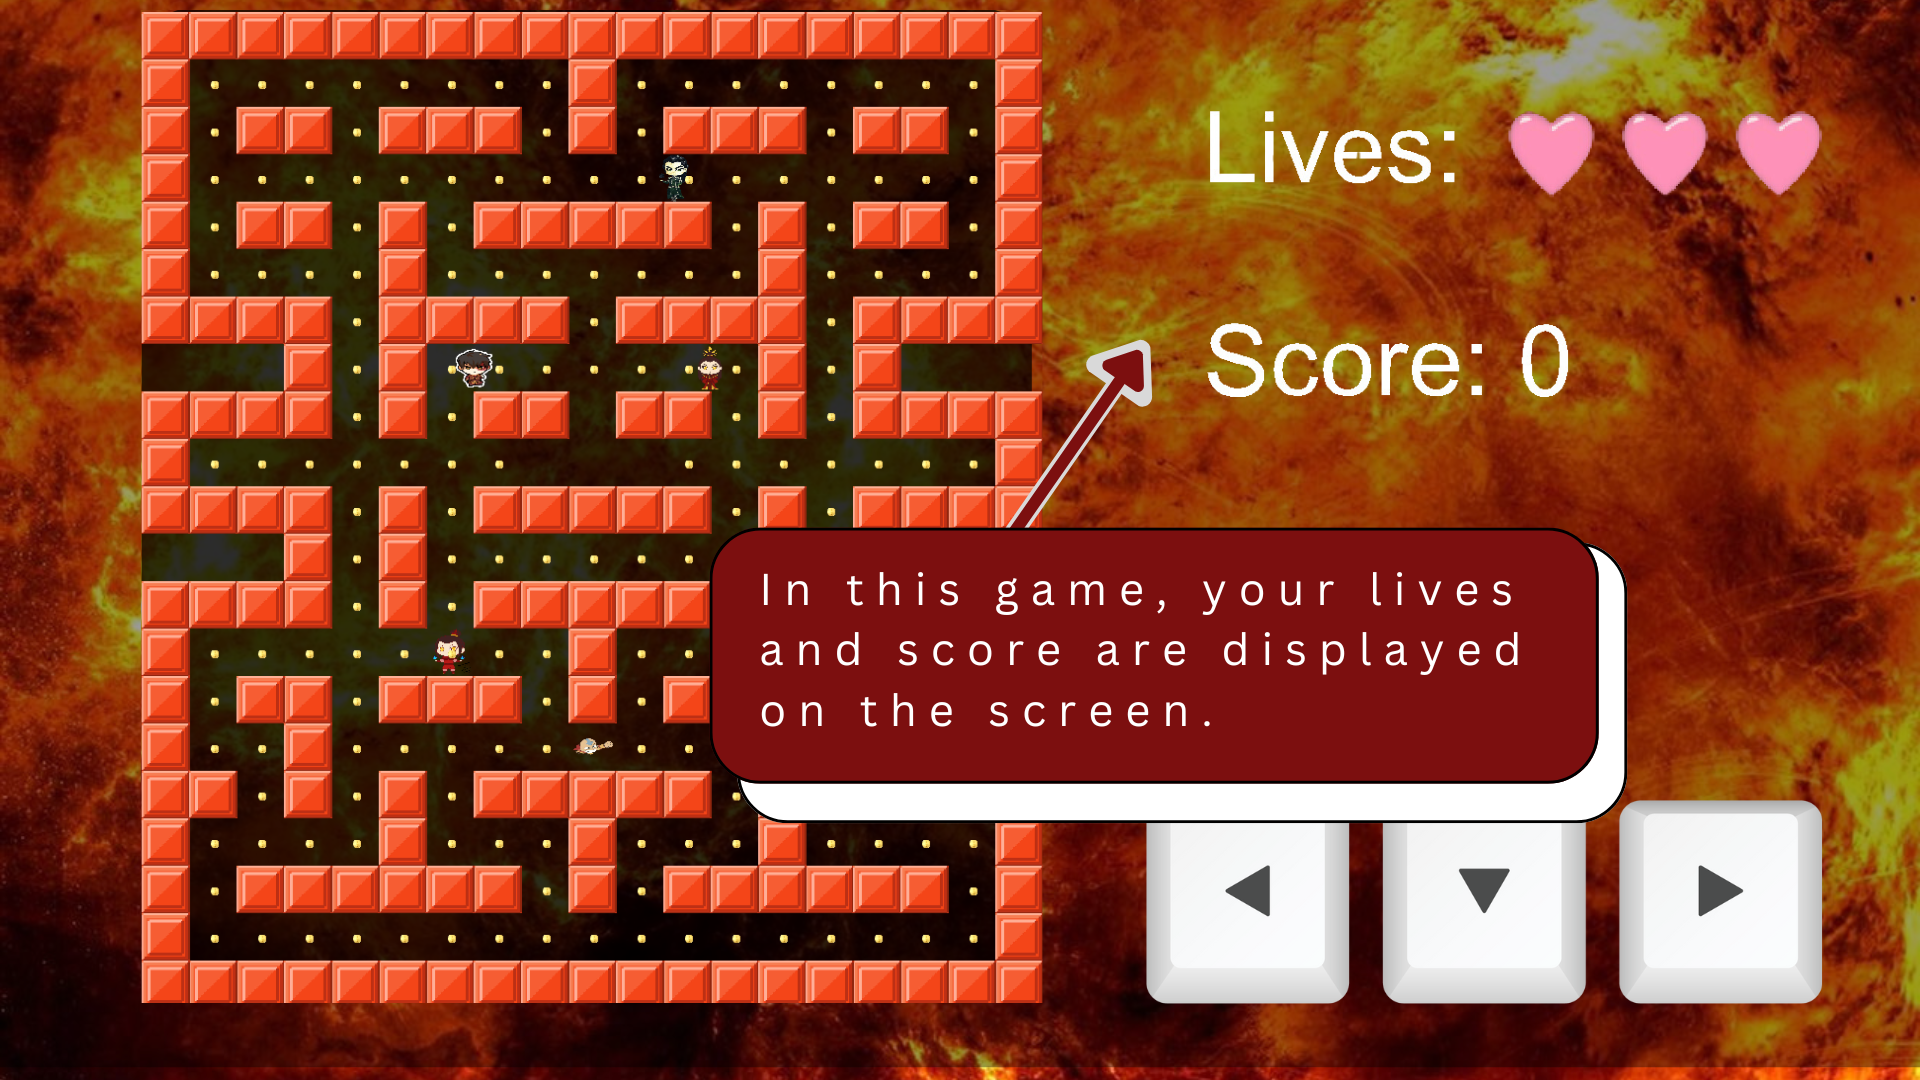 Lives:
Score: 0
In this game, your lives
and score are displayed
on the screen.